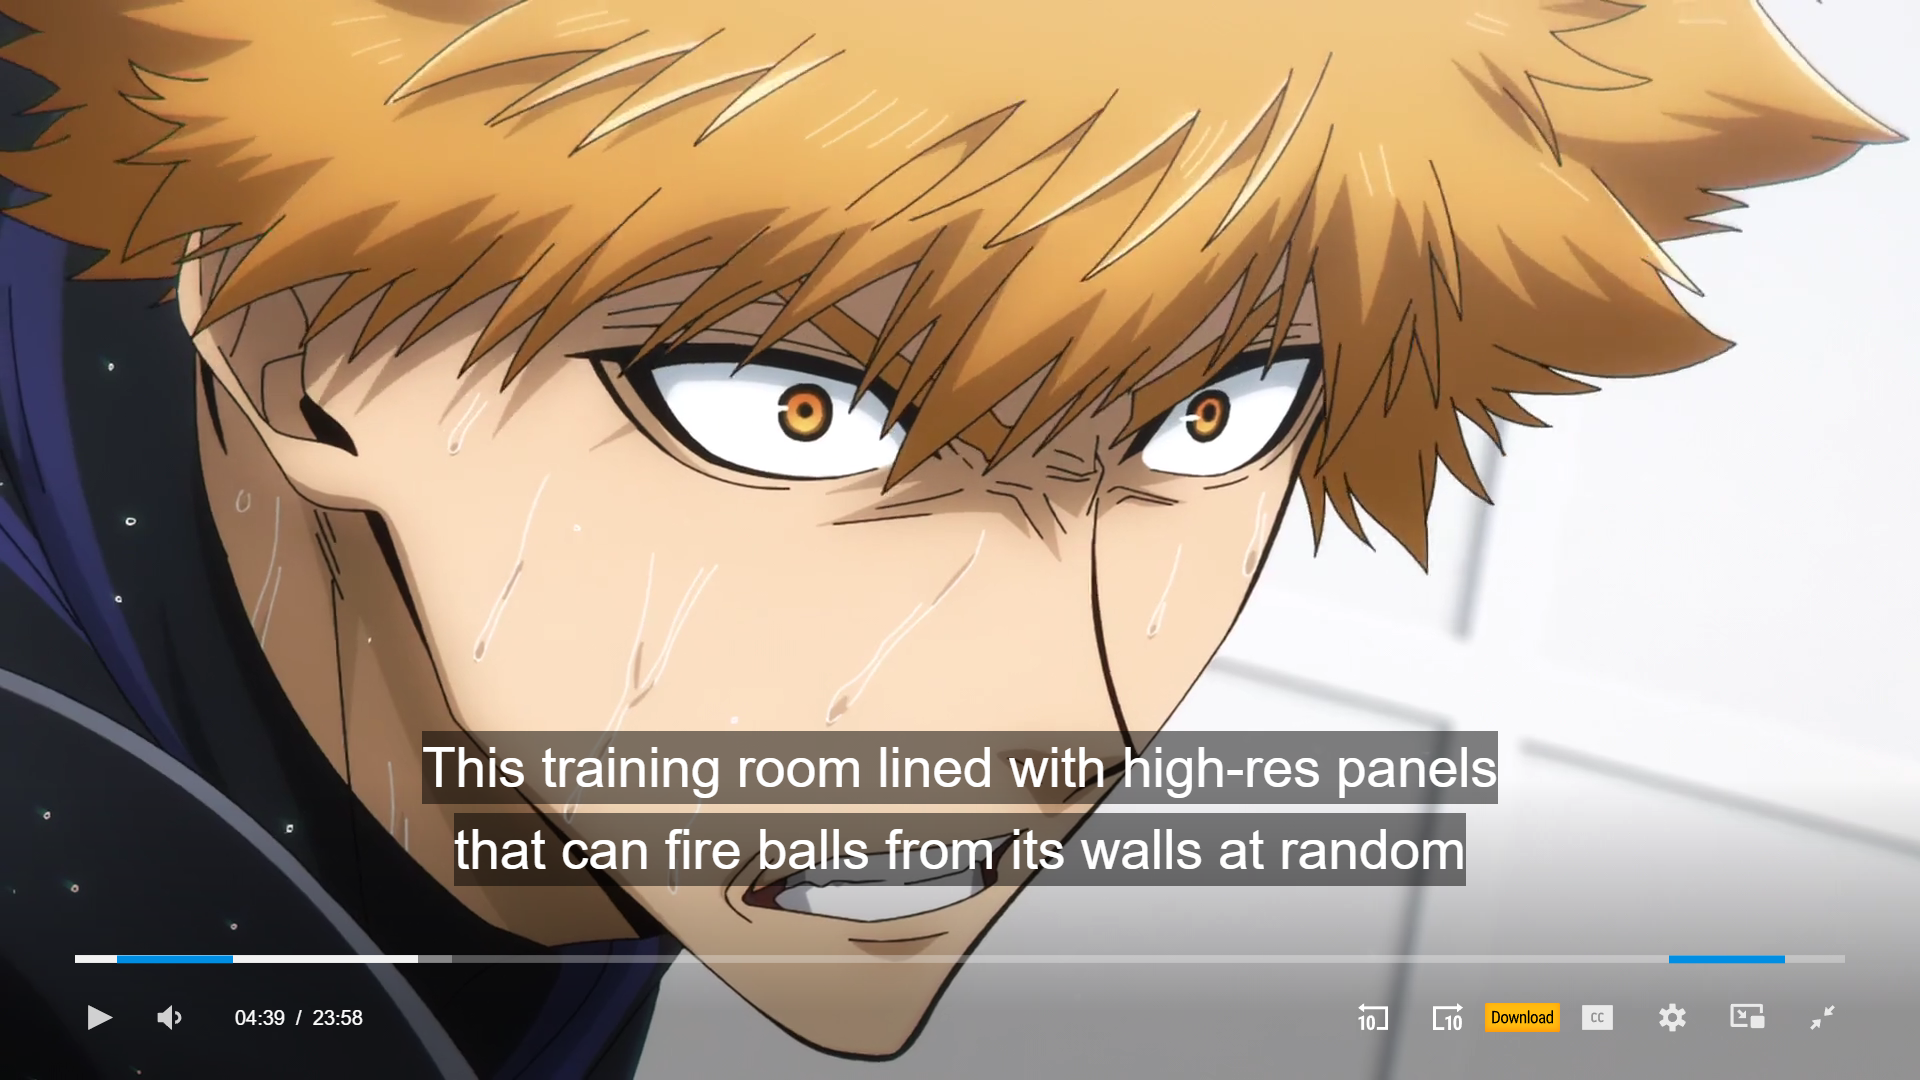 This training room lined with high-res panels
that can fire balls from its walls at random
04:39 / 23:58
10
10
Download
CC